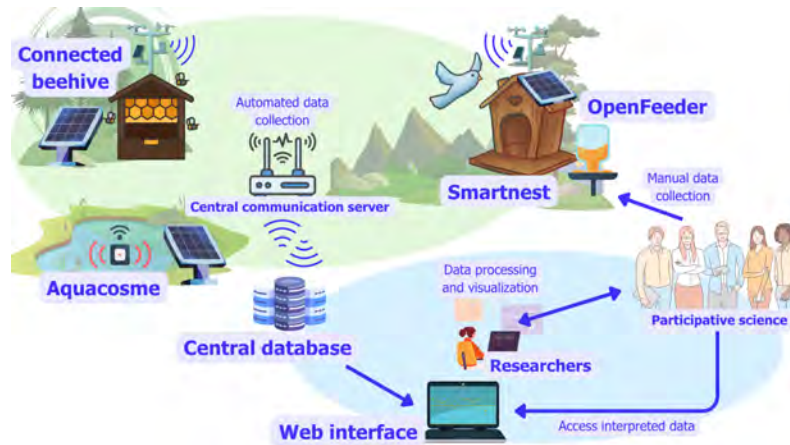 Connected
beehive
Automated data
collection
Central communication server
OpenFeeder
Smartnest
Manual data
collection
Aquacosme
Data processing
and visualization
Participative science
Central database
Researchers
Web interface
Access interpreted data